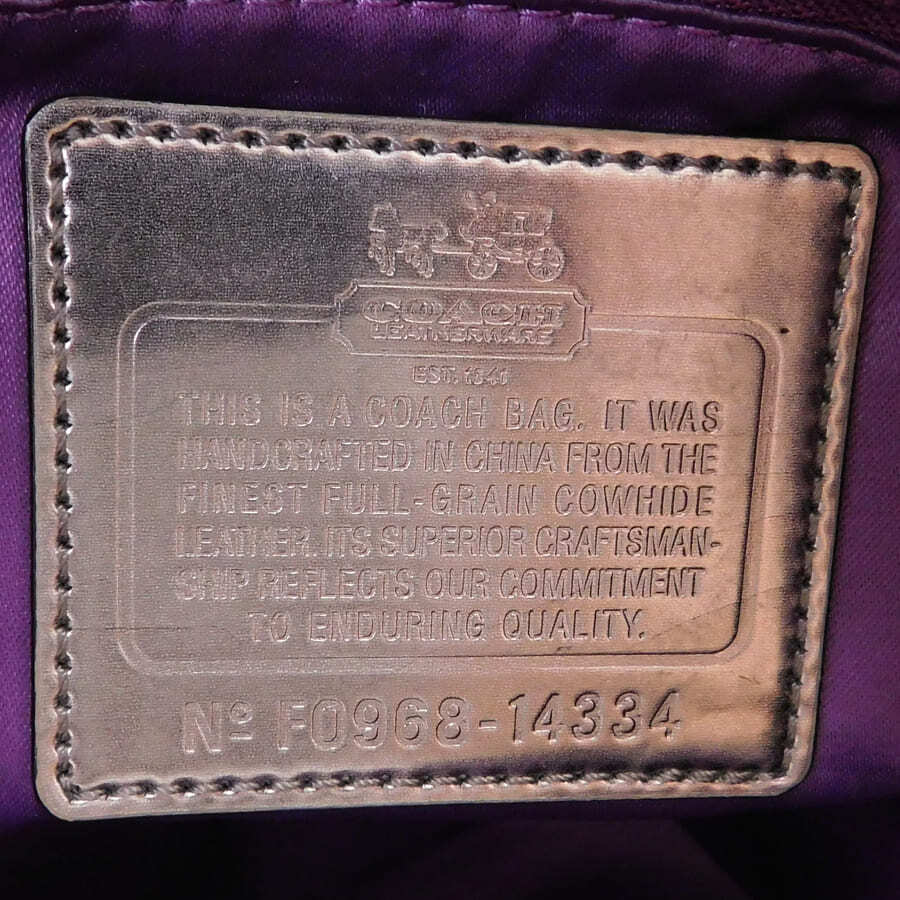 COACH
LEATHERWARE
EST. 1941
THIS IS A COACH BAG. IT WAS
HANDCRAFTED IN CHINA FROM THE
FINEST FULL-GRAIN COWHIDE
LEATHER. ITS SUPERIOR CRAFTSMAN-
SHIP REFLECTS OUR COMMITMENT
TO ENDURING QUALITY.
Nº F0968-14334